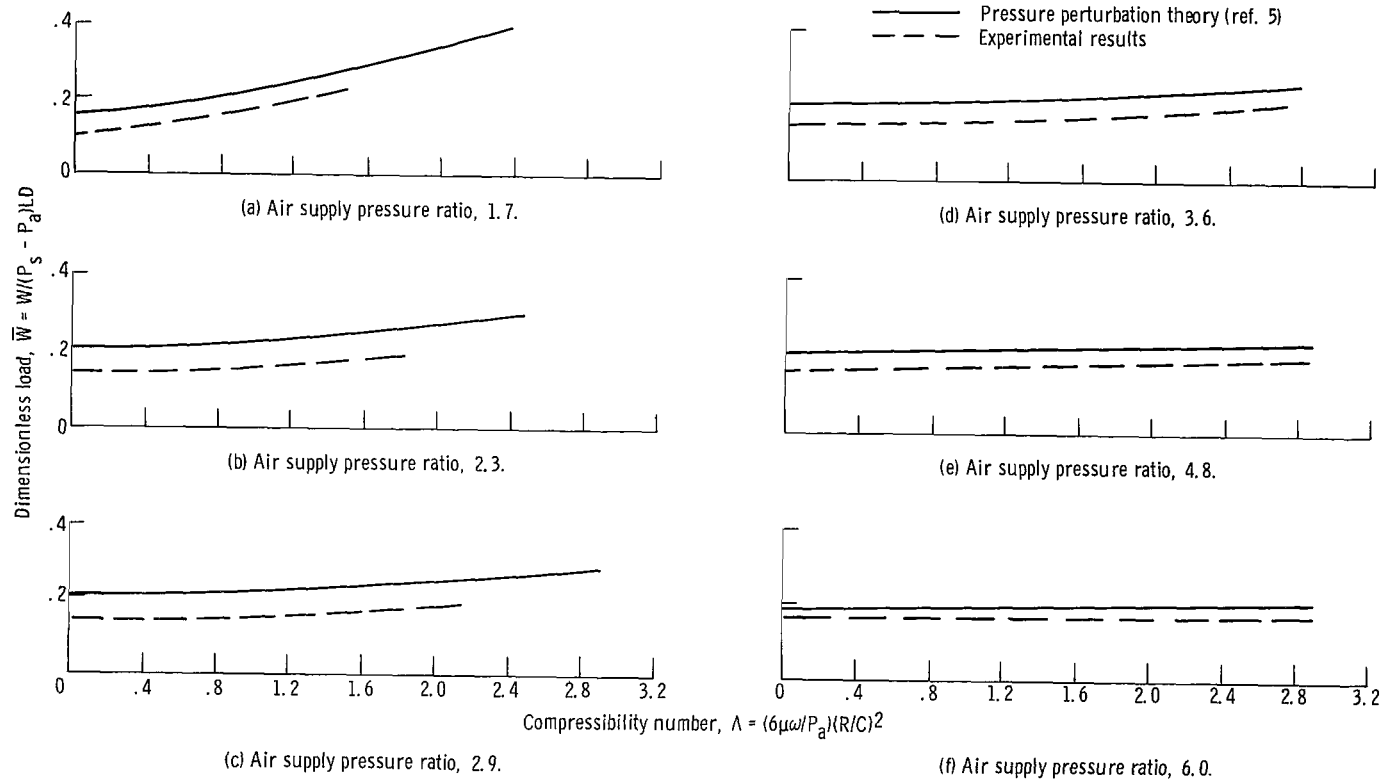 Pressure perturbation theory (ref. 5)
Experimental results
Dimensionless load, W̅ = W/(Pₛ - Pₐ)LD
.4
.2
0
(a) Air supply pressure ratio, 1.7.
(d) Air supply pressure ratio, 3.6.
.4
.2
0
(b) Air supply pressure ratio, 2.3.
(e) Air supply pressure ratio, 4.8.
.4
.2
0 .4 .8 1.2 1.6 2.0 2.4 2.8 3.2
0 .4 .8 1.2 1.6 2.0 2.4 2.8 3.2
Compressibility number, Λ = (6μω/Pₐ)(R/C)²
(c) Air supply pressure ratio, 2.9.
(f) Air supply pressure ratio, 6.0.